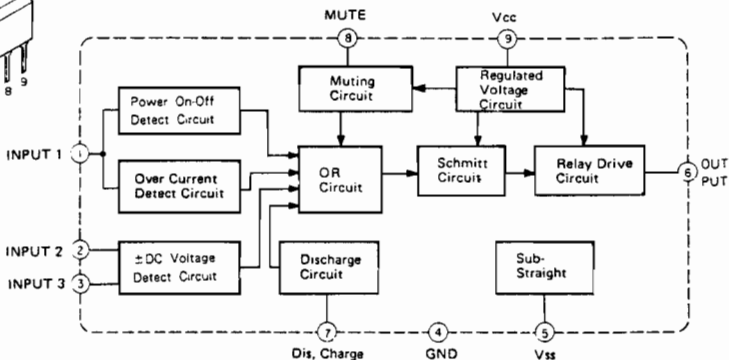 MUTE
Vcc
8
9
8
9
Muting
Circuit
Regulated
Voltage
Circuit
Power On-Off
Detect Circuit
INPUT 1
1
Over Current
Detect Circuit
OR
Circuit
Schmitt
Circuit
Relay Drive
Circuit
6
OUT
PUT
INPUT 2
2
INPUT 3
3
±DC Voltage
Detect Circuit
Discharge
Circuit
Sub-
Straight
7
4
5
Dis, Charge
GND
Vss